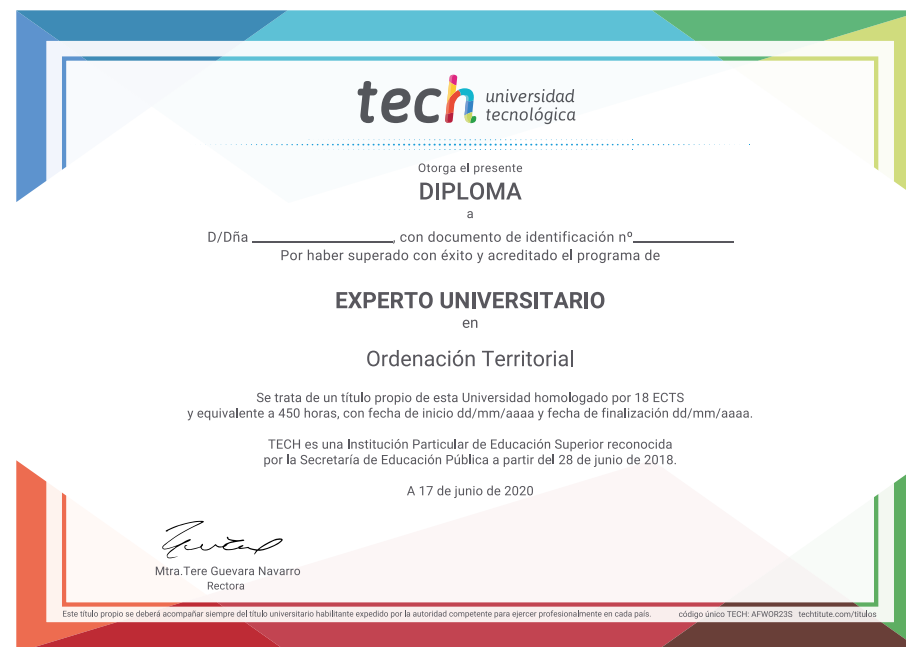 tech universidad
tecnológica
Otorga el presente
DIPLOMA
a
D/Dña ____________________, con documento de identificación nº______________
Por haber superado con éxito y acreditado el programa de
EXPERTO UNIVERSITARIO
en
Ordenación Territorial
Se trata de un título propio de esta Universidad homologado por 18 ECTS
y equivalente a 450 horas, con fecha de inicio dd/mm/aaaa y fecha de finalización dd/mm/aaaa.
TECH es una Institución Particular de Educación Superior reconocida
por la Secretaría de Educación Pública a partir del 28 de junio de 2018.
A 17 de junio de 2020
Mtra.Tere Guevara Navarro
Rectora
Este título propio se deberá acompañar siempre del título universitario habilitante expedido por la autoridad competente para ejercer profesionalmente en cada país. código único TECH: AFWOR23S techtitute.com/titulos